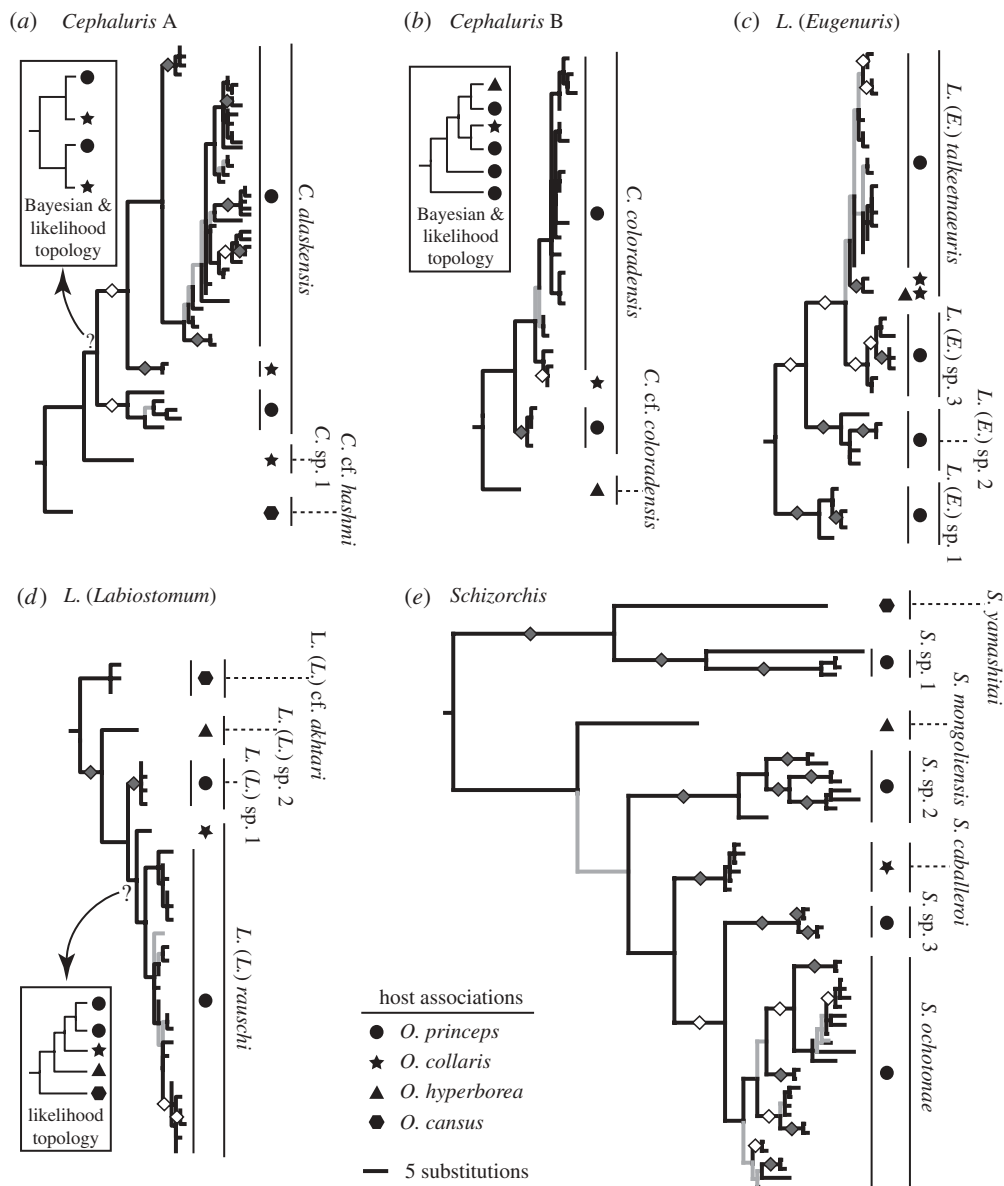 (a) Cephaluris A
Bayesian &
likelihood
topology
?
C. alaskensis
C. sp. 1
C. cf. hashmi
(b) Cephaluris B
Bayesian &
likelihood
topology
C. coloradensis
C. cf. coloradensis
(c) L. (Eugenuris)
L. (E.) talkeetnaeuris
L. (E.) sp. 3
L. (E.) sp. 2
L. (E.) sp. 1
(d) L. (Labiostomum)
L. (L.) cf. akhtari
L. (L.) sp. 2
L. (L.) sp. 1
?
L. (L.) rauschi
likelihood
topology
(e) Schizorchis
S. yamashitai
S. sp. 1
S. mongoliensis
S. sp. 2
S. caballeroi
S. sp. 3
S. ochotonae
host associations
O. princeps
O. collaris
O. hyperborea
O. cansus
5 substitutions